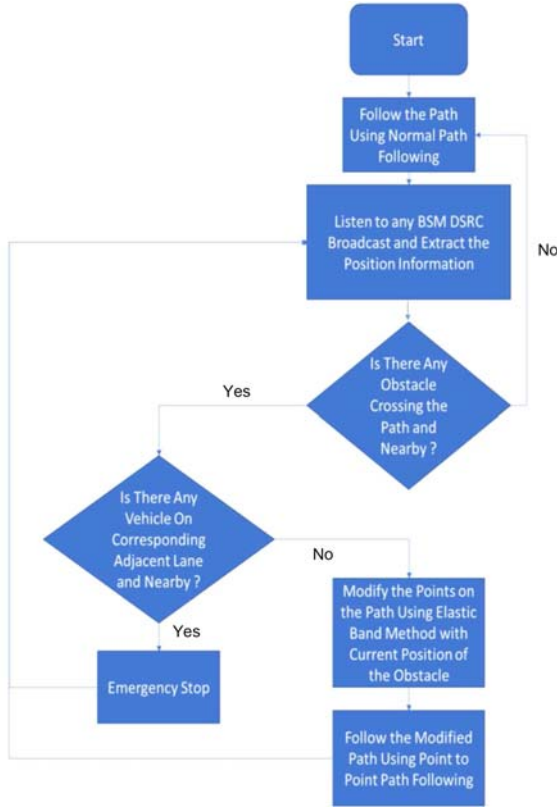 Start
Follow the Path
Using Normal Path
Following
Listen to any BSM DSRC
Broadcast and Extract the
Position Information
No
Is There Any
Obstacle
Crossing the
Path and
Nearby ?
Yes
Is There Any
Vehicle On
Corresponding
Adjacent Lane
and Nearby ?
No
Yes
Modify the Points on
the Path Using Elastic
Band Method with
Current Position of
the Obstacle
Emergency Stop
Follow the Modified
Path Using Point to
Point Path Following